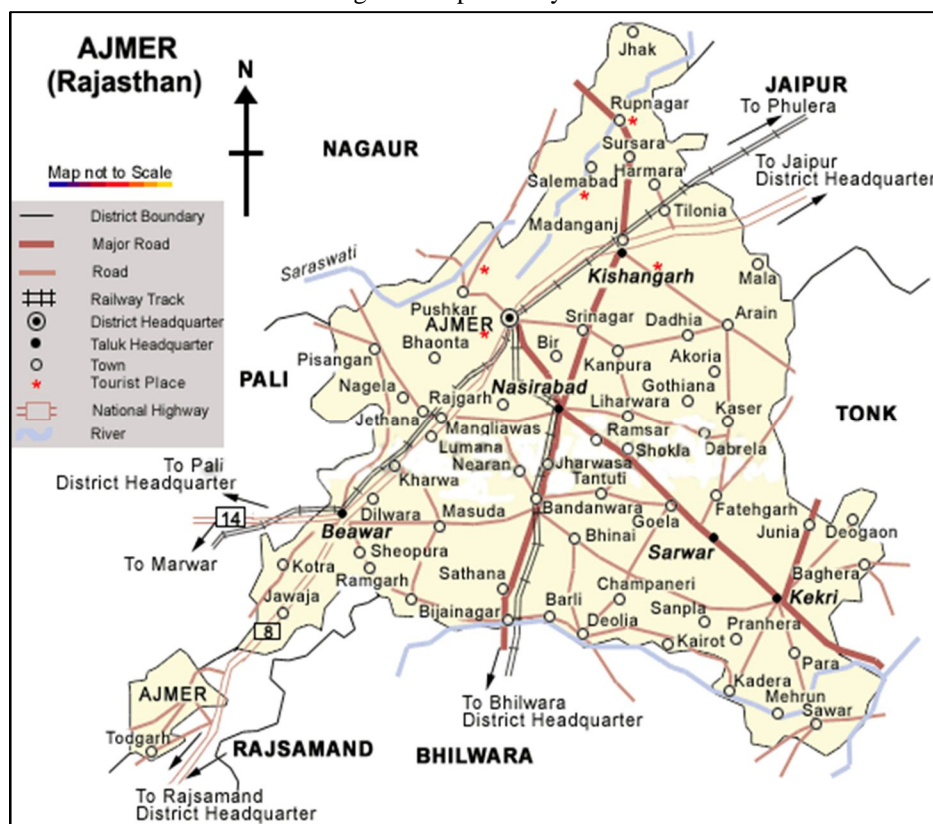 AJMER
(Rajasthan)
N
Map not to Scale
District Boundary
Major Road
Road
Railway Track
District Headquarter
Taluk Headquarter
Town
Tourist Place
National Highway
River
NAGAUR
JAIPUR
To Phulera
To Jaipur
District Headquarter
Jhak
Rupnagar
Sursara
Harmara
Salemabad
Tilonia
Madanganj
Kishangarh
Mala
Saraswati
Pushkar
AJMER
Srinagar
Dadhia
Arain
Bhaonta
Bir
Kanpura
Akoria
Pisangan
PALI
Nasirabad
Gothiana
Nagela
Rajgarh
Liharwara
Kaser
TONK
Jethana
Mangliawas
Ramsar
Lumana
Shokla
Dabrela
Nearan
Jharwasa
Kharwa
Tantuti
To Pali
District Headquarter
14
To Marwar
Dilwara
Masuda
Bandanwara
Goela
Fatehgarh
Beawar
Bhinai
Junia
Deogaon
Sheopura
Sarwar
Kotra
Ramgarh
Sathana
Champaneri
Baghera
Jawaja
Bijainagar
Barli
Sanpla
Kekri
8
Deolia
Pranhera
Kairot
Para
AJMER
To Bhilwara
District Headquarter
Kadera
Mehrun
Sawar
Todgarh
RAJSAMAND
BHILWARA
To Rajsamand
District Headquarter